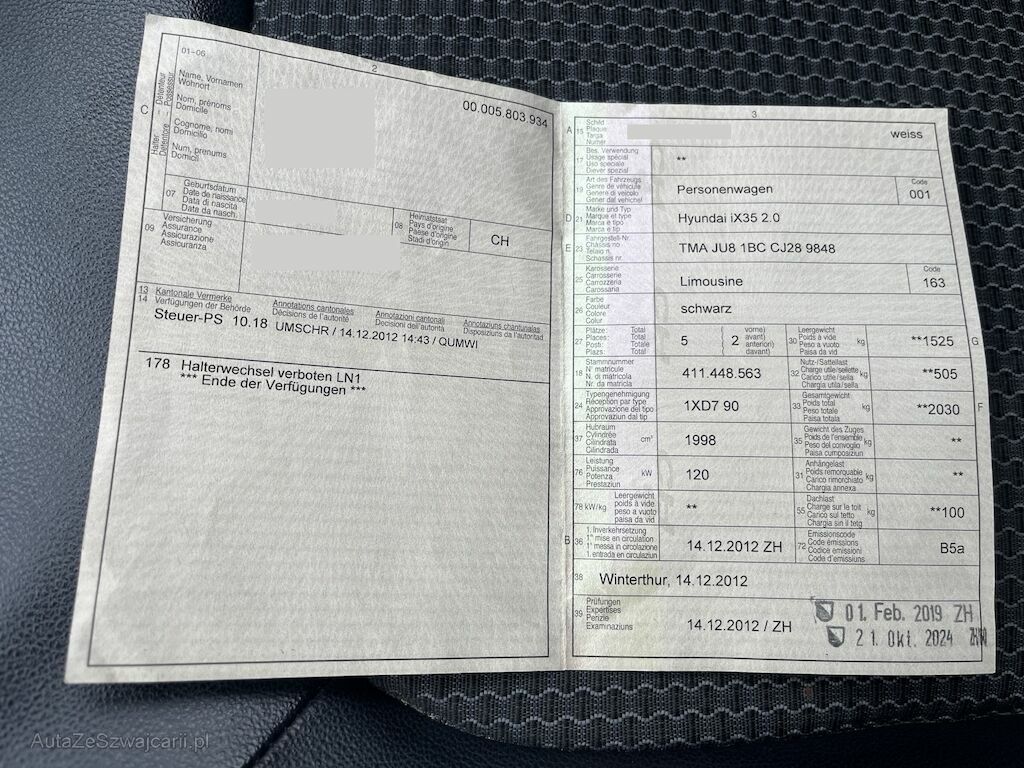 01-06
2
Détenteur
Possessur
Halter
Detentore
C
Name, Vornamen
Wohnort
Nom, prénoms
Domicile
Cognome, nomi
Domicilio
Num, prenums
Domicil
00.005.803.934
07
Geburtsdatum
Date de naissance
Data di nascita
Data da nasch.
08
Heimatstaat
Pays d'origine
Paese d'origine
Stadi d'origin
CH
09
Versicherung
Assurance
Assicurazione
Assicuranza
13 Kantonale Vermerke
14 Verfügungen der Behörde
Annotations cantonales
Décisions de l'autorité
Annotazioni cantonali
Decisioni dell'autorità
Annotaziuns chantunalas
Disposiziuns da l'autoritad
Steuer-PS 10.18 UMSCHR / 14.12.2012 14:43 / QUMWI
178 Halterwechsel verboten LN1
*** Ende der Verfügungen ***
3
A 15
Schild
Plaque
Targa
Numer
weiss
17
Bes. Verwendung
Usage spécial
Uso speciale
Diever spezial
**
19
Art des Fahrzeugs
Genre de véhicule
Genere di veicolo
Gener dal vehichel
Personenwagen
Code
001
D 21
Marke und Typ
Marque et type
Marca e tipo
Marca e tip
Hyundai iX35 2.0
E 23
Fahrgestell-Nr.
Châssis no
Telaio n.
Schassis nr.
TMA JU8 1BC CJ28 9848
25
Karosserie
Carrosserie
Carrozzeria
Carossaria
Limousine
Code
163
26
Farbe
Couleur
Colore
Colur
schwarz
27
Plätze: Total
Places: Total
Posti: Totale
Plazs: Total
5
2
vorne)
avant)
anteriori)
davant)
30
Leergewicht
Poids à vide
Peso a vuoto
Paisa da vid
kg
**1525
G
18
Stammnummer
N° matricule
N. di matricola
Nr. da matricla
411.448.563
32
Nutz-/Sattellast
Charge utile/sellette
Carico utile/sella
Chargia utila/sella
kg
**505
24
Typengenehmigung
Réception par type
Approvazione del tipo
Approvaziun dal tip
1XD7 90
33
Gesamtgewicht
Poids total
Peso totale
Paisa totala
kg
**2030
F
37
Hubraum
Cylindrée
Cilindrata
Cilindrada
cm³
1998
35
Gewicht des Zuges
Poids de l'ensemble
Peso del convoglio
Paisa cumposiziun
kg
**
76
Leistung
Puissance
Potenza
Prestaziun
kW
120
31
Anhängelast
Poids remorquable
Carico rimorchiato
Chargia annexa
kg
**
78 kW/kg
Leergewicht
poids à vide
peso a vuoto
paisa da vid
**
55
Dachlast
Charge sur le toit
Carico sul tetto
Chargia sin il tetg
kg
**100
B 36
1. Inverkehrsetzung
1re mise en circulation
1a messa in circolazione
1. entrada en circulaziun
14.12.2012 ZH
72
Emissionscode
Code émissions
Codice emissioni
Code d'emissiuns
B5a
38
Winterthur, 14.12.2012
39
Prüfungen
Expertises
Perizie
Examinaziuns
14.12.2012 / ZH
01. Feb. 2019 ZH
21. Okt. 2024
AutaZeSzwajcarii.pl